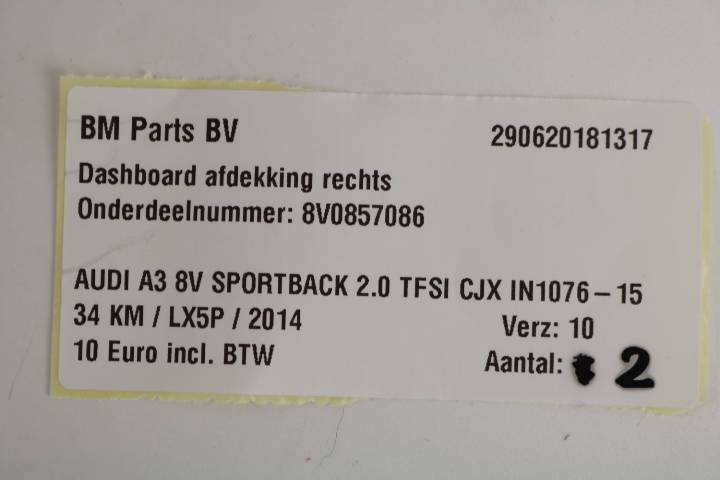 BM Parts BV 290620181317
Dashboard afdekking rechts
Onderdeelnummer: 8V0857086
AUDI A3 8V SPORTBACK 2.0 TFSI CJX IN1076-15
34 KM / LX5P / 2014 Verz: 10
10 Euro incl. BTW Aantal: 2